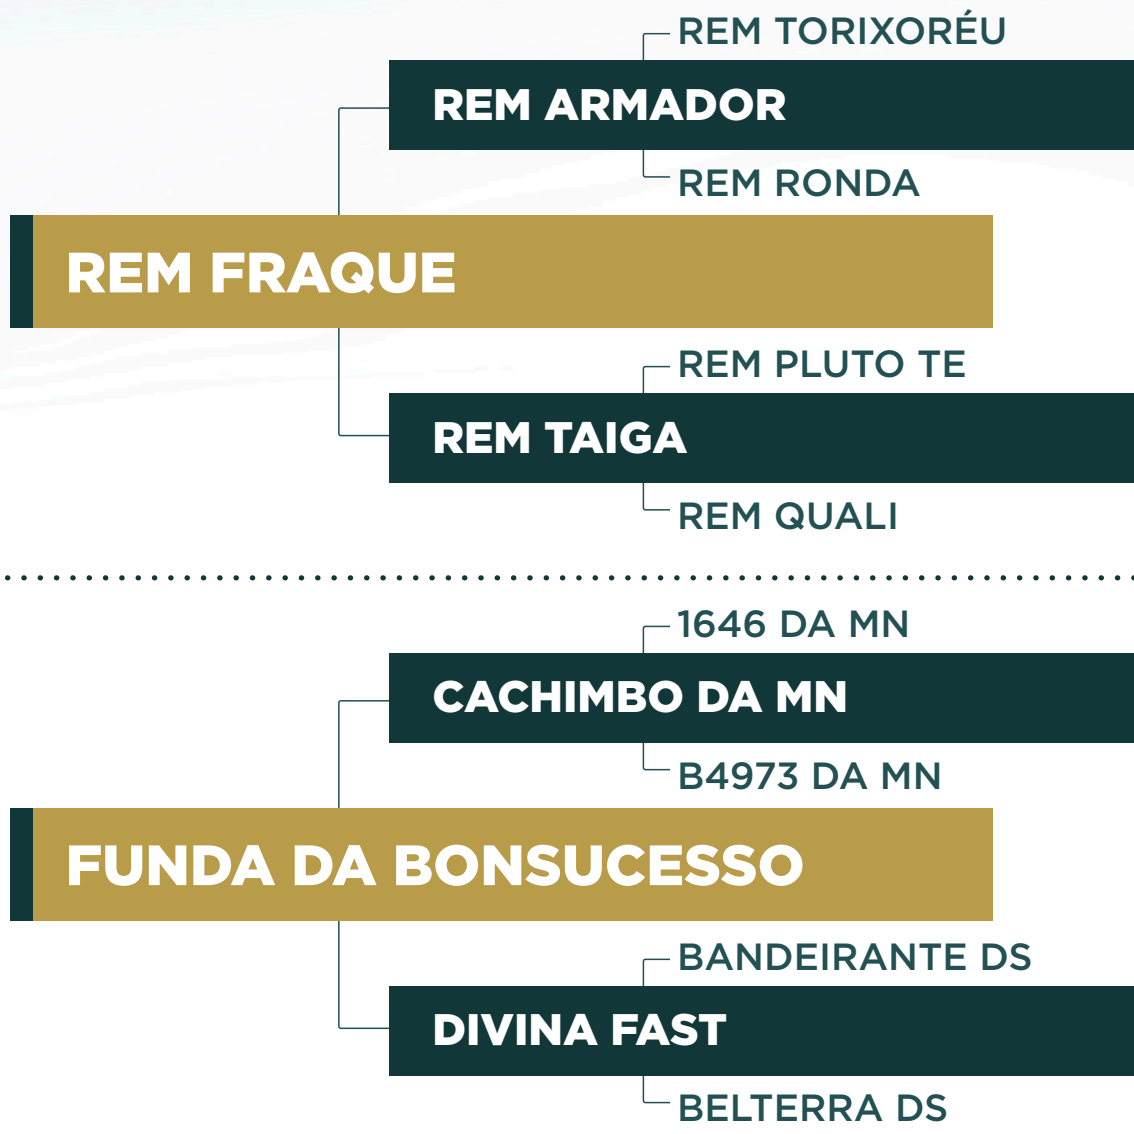 REM TORIXORÉU
REM ARMADOR
REM RONDA
REM FRAQUE
REM PLUTO TE
REM TAIGA
REM QUALI
1646 DA MN
CACHIMBO DA MN
B4973 DA MN
FUNDA DA BONSUCESSO
BANDEIRANTE DS
DIVINA FAST
BELTERRA DS